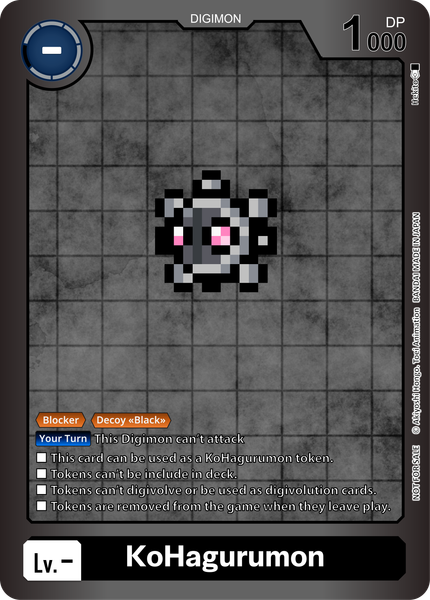 DIGIMON
-
DP
1000
Blocker
Decoy «Black»
Your Turn This Digimon can't attack
This card can be used as a KoHagurumon token.
Tokens can't be include in deck.
Tokens can't digivolve or be used as digivolution cards.
Tokens are removed from the game when they leave play.
Lv.-
KoHagurumon
NOT FOR SALE © Akiyoshi Hongo, Toei Animation BANDAI MADE IN JAPAN